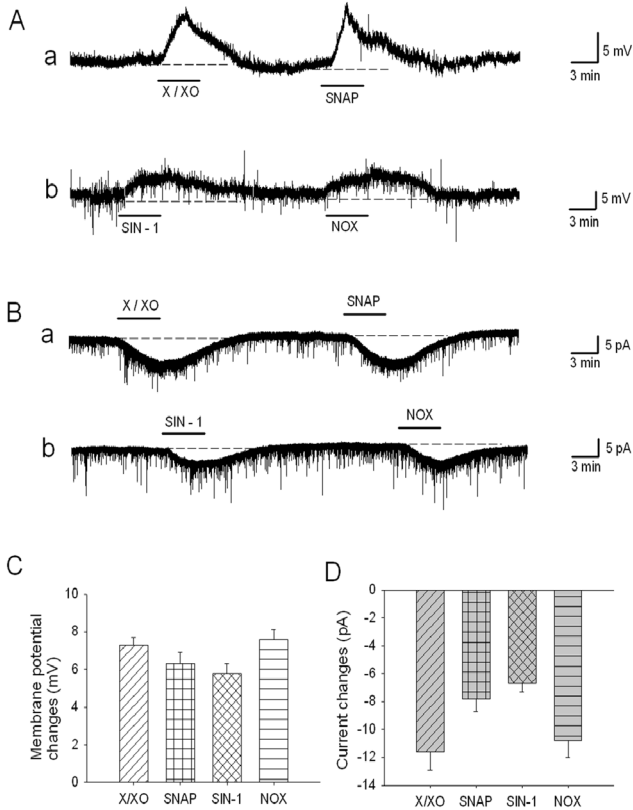 A
a
X / XO
SNAP
5 mV
3 min
b
SIN - 1
NOX
5 mV
3 min
B
a
X / XO
SNAP
5 pA
3 min
b
SIN - 1
NOX
5 pA
3 min
C
Membrane potential
changes (mV)
8
6
4
2
0
X/XO SNAP SIN-1 NOX
D
Current changes (pA)
0
-2
-4
-6
-8
-10
-12
-14
X/XO SNAP SIN-1 NOX